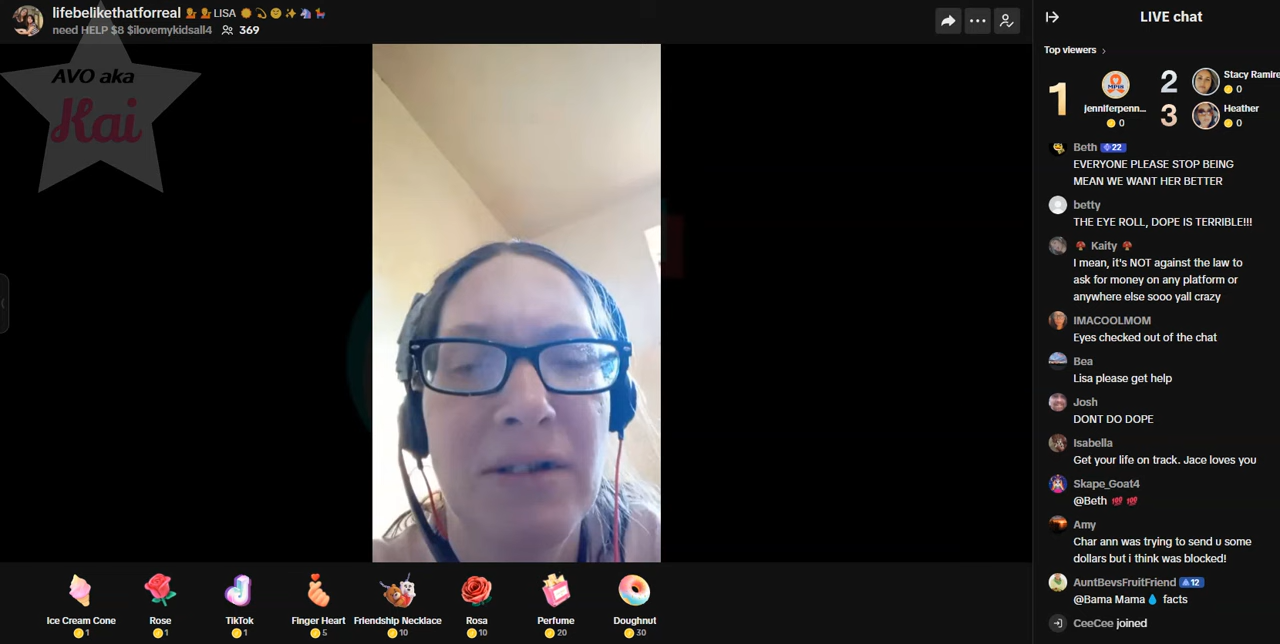 lifebelikethatforreal LISA
need HELP $8 $ilovemykidsall4 369
AVO aka
Kai
LIVE chat
Top viewers
1
jenniferpenn...
0
2
Stacy Ramire
0
3
Heather
0
Beth 22
EVERYONE PLEASE STOP BEING
MEAN WE WANT HER BETTER
betty
THE EYE ROLL, DOPE IS TERRIBLE!!!
Kaity
I mean, it's NOT against the law to
ask for money on any platform or
anywhere else sooo yall crazy
IMACOOLMOM
Eyes checked out of the chat
Bea
Lisa please get help
Josh
DONT DO DOPE
Isabella
Get your life on track. Jace loves you
Skape_Goat4
@Beth 💯 💯
Amy
Char ann was trying to send u some
dollars but i think was blocked!
AuntBevsFruitFriend 12
@Bama Mama 💧 facts
CeeCee joined
Ice Cream Cone
1
Rose
1
TikTok
1
Finger Heart
5
Friendship Necklace
10
Rosa
10
Perfume
20
Doughnut
30